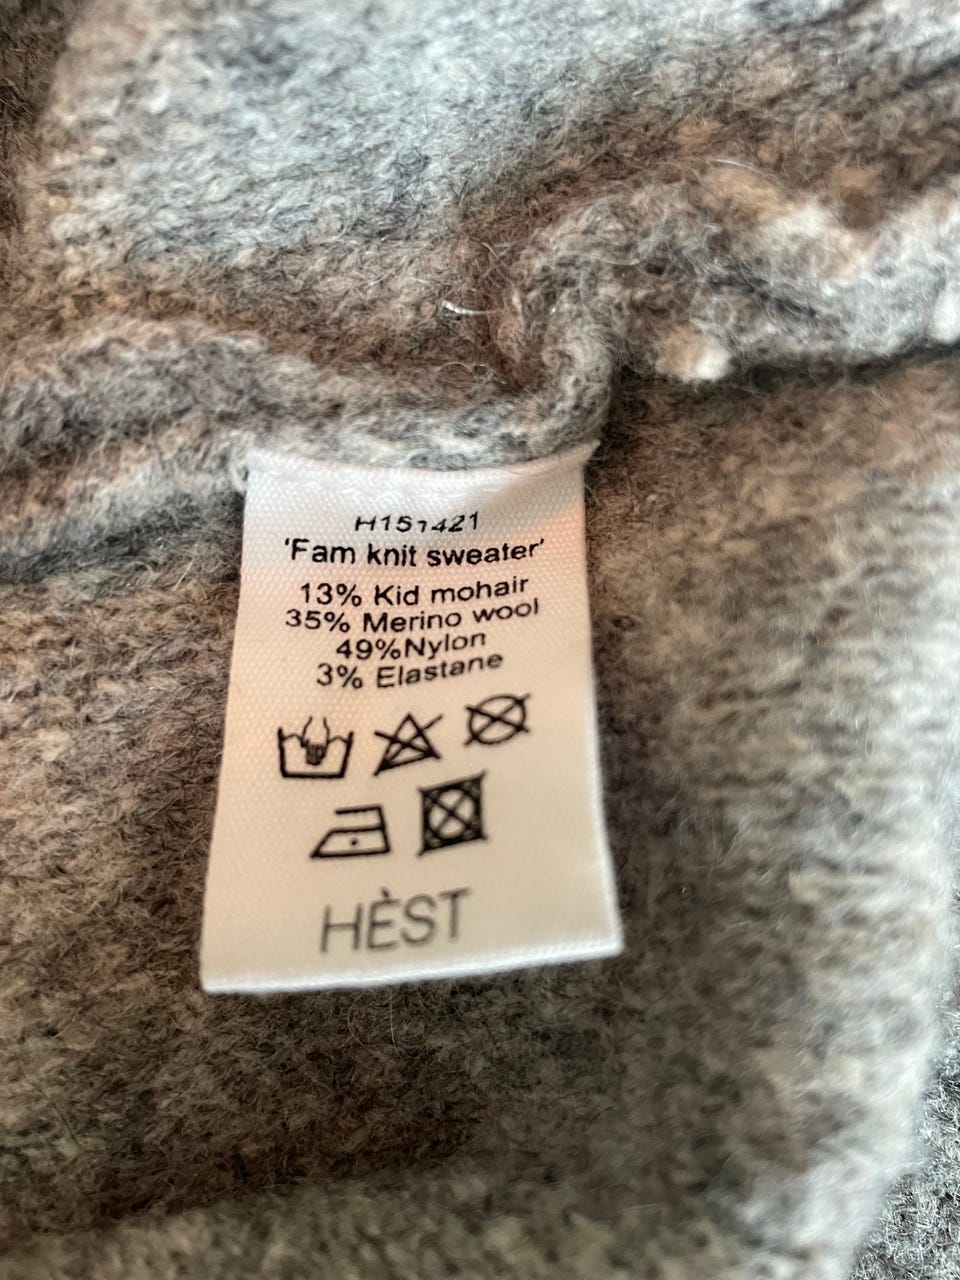 H151421
'Fam knit sweater'
13% Kid mohair
35% Merino wool
49%Nylon
3% Elastane
HÈST